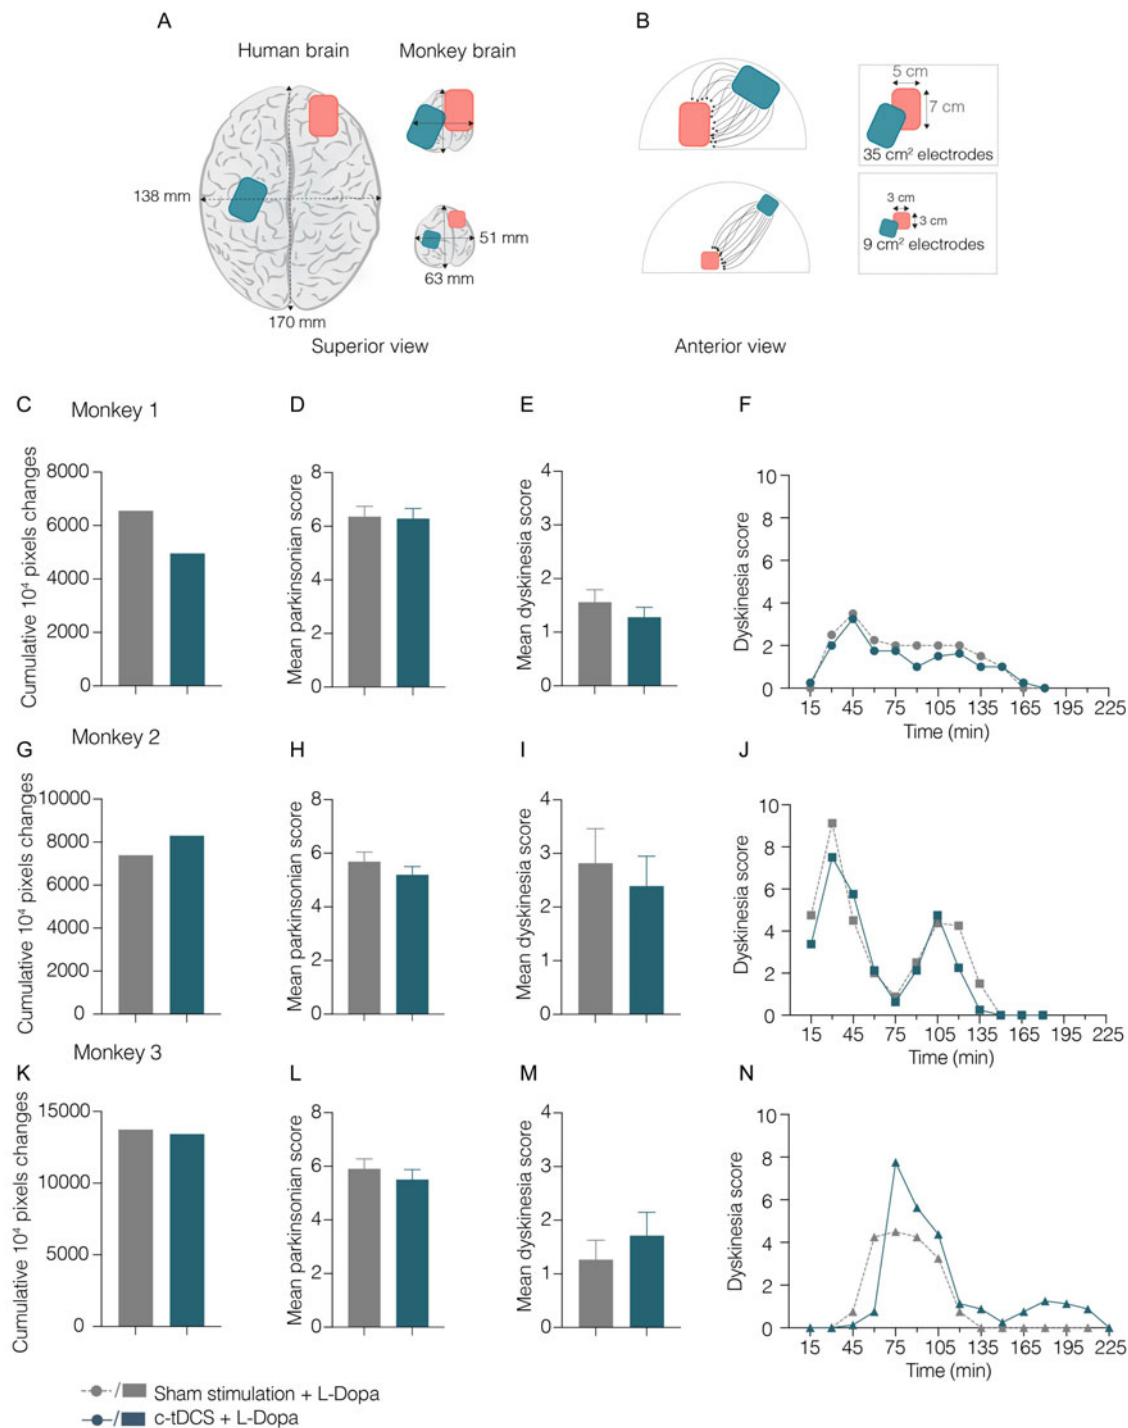 A
B
Human brain
Monkey brain
138 mm
170 mm
51 mm
63 mm
5 cm
7 cm
35 cm² electrodes
3 cm
3 cm
9 cm² electrodes
Superior view
Anterior view
C
Monkey 1
D
E
F
Cumulative 10⁴ pixels changes
8000
6000
4000
2000
0
Mean parkinsonian score
8
6
4
2
0
Mean dyskinesia score
4
3
2
1
0
Dyskinesia score
10
8
6
4
2
0
15 45 75 105 135 165 195 225
Time (min)
Monkey 2
G
H
I
J
Cumulative 10⁴ pixels changes
10000
8000
6000
4000
2000
0
Mean parkinsonian score
8
6
4
2
0
Mean dyskinesia score
4
3
2
1
0
Dyskinesia score
10
8
6
4
2
0
15 45 75 105 135 165 195 225
Time (min)
Monkey 3
K
L
M
N
Cumulative 10⁴ pixels changes
15000
10000
5000
0
Mean parkinsonian score
8
6
4
2
0
Mean dyskinesia score
4
3
2
1
0
Dyskinesia score
10
8
6
4
2
0
15 45 75 105 135 165 195 225
Time (min)
/ Sham stimulation + L-Dopa
/ c-tDCS + L-Dopa